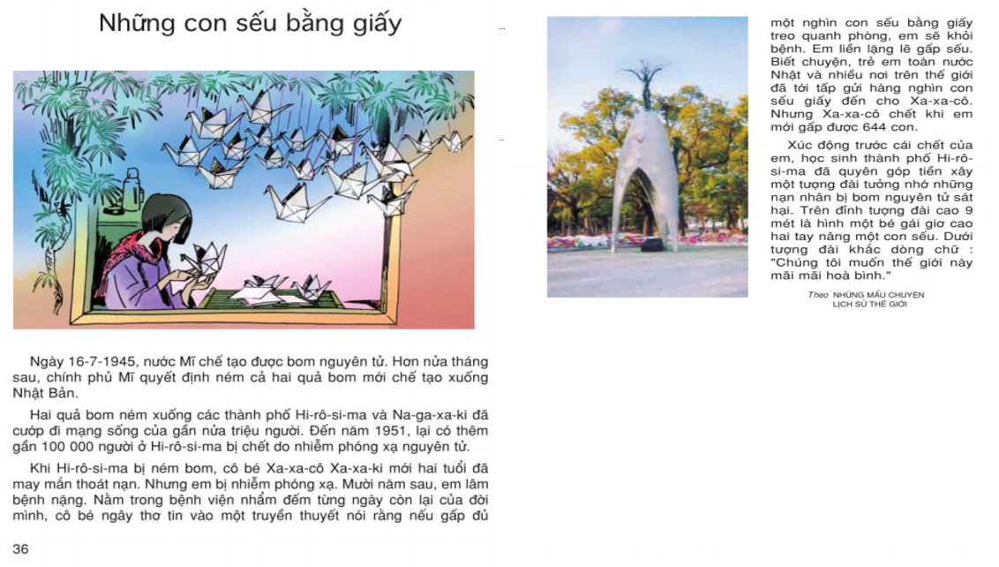 Những con sếu bằng giấy
Ngày 16-7-1945, nước Mĩ chế tạo được bom nguyên tử. Hơn nửa tháng
sau, chính phủ Mĩ quyết định ném cả hai quả bom mới chế tạo xuống
Nhật Bản.
Hai quả bom ném xuống các thành phố Hi-rô-si-ma và Na-ga-xa-ki đã
cướp đi mạng sống của gần nửa triệu người. Đến năm 1951, lại có thêm
gần 100 000 người ở Hi-rô-si-ma bị chết do nhiễm phóng xạ nguyên tử.
Khi Hi-rô-si-ma bị ném bom, cô bé Xa-xa-cô Xa-xa-ki mới hai tuổi đã
may mắn thoát nạn. Nhưng em bị nhiễm phóng xạ. Mười năm sau, em lâm
bệnh nặng. Nằm trong bệnh viện nhẩm đếm từng ngày còn lại của đời
mình, cô bé ngây thơ tin vào một truyền thuyết nói rằng nếu gấp đủ
36
một nghìn con sếu bằng giấy
treo quanh phòng, em sẽ khỏi
bệnh. Em liền lặng lẽ gấp sếu.
Biết chuyện, trẻ em toàn nước
Nhật và nhiều nơi trên thế giới
đã tới tấp gửi hàng nghìn con
sếu giấy đến cho Xa-xa-cô.
Nhưng Xa-xa-cô chết khi em
mới gấp được 644 con.
Xúc động trước cái chết của
em, học sinh thành phố Hi-rô-
si-ma đã quyên góp tiền xây
một tượng đài tưởng nhớ những
nạn nhân bị bom nguyên tử sát
hại. Trên đỉnh tượng đài cao 9
mét là hình một bé gái giơ cao
hai tay nâng một con sếu. Dưới
tượng đài khắc dòng chữ :
"Chúng tôi muốn thế giới này
mãi mãi hoà bình."
Theo NHỮNG MẨU CHUYỆN
LỊCH SỬ THẾ GIỚI